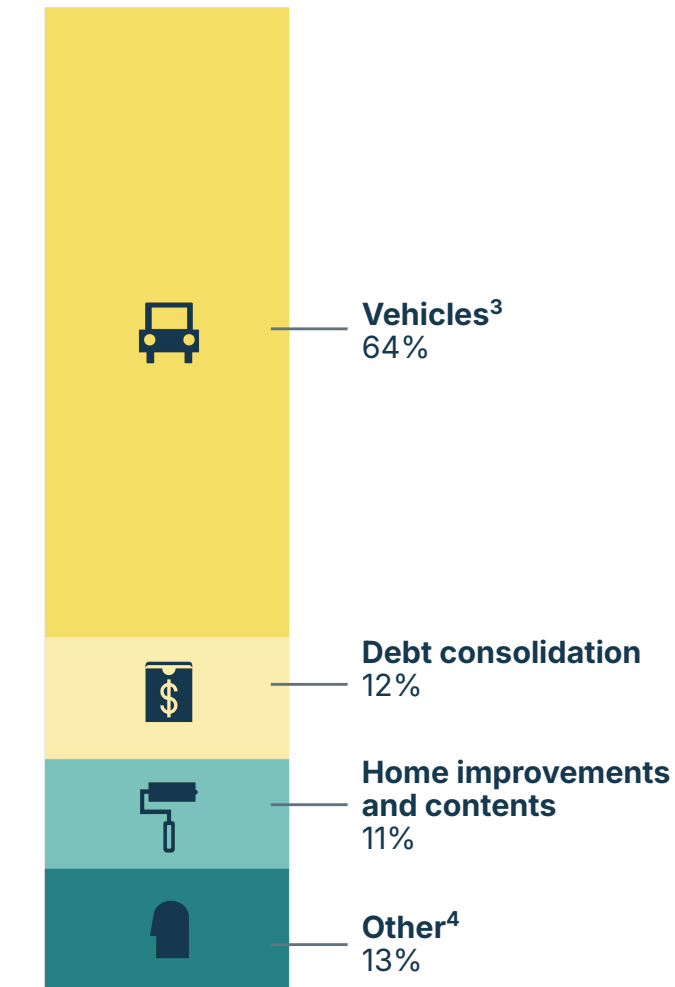 Vehicles³
64%
$
Debt consolidation
12%
Home improvements
and contents
11%
Other⁴
13%